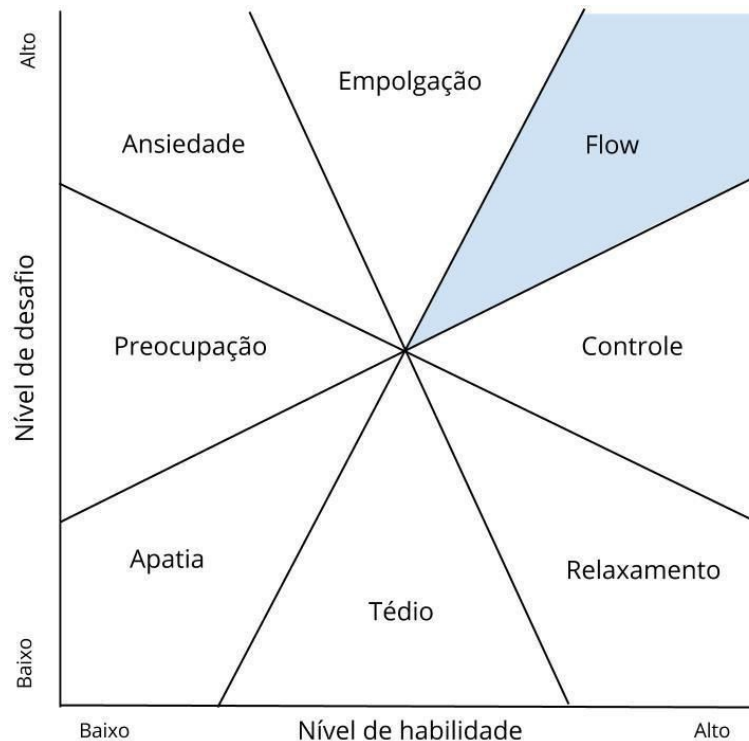 Alto
Empolgação
Ansiedade
Flow
Nível de desafio
Preocupação
Controle
Apatia
Relaxamento
Tédio
Baixo
Baixo
Nível de habilidade
Alto